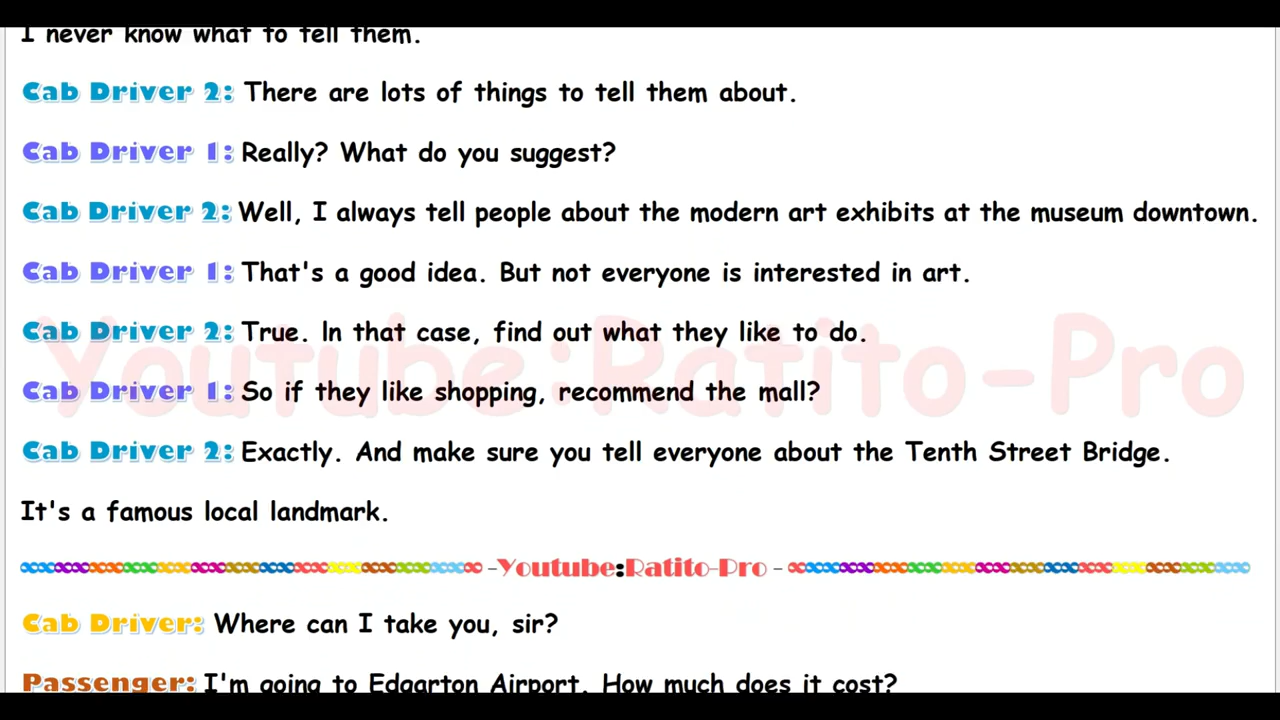 I never know what to tell them.
Cab Driver 2: There are lots of things to tell them about.
Cab Driver 1: Really? What do you suggest?
Cab Driver 2: Well, I always tell people about the modern art exhibits at the museum downtown.
Cab Driver 1: That's a good idea. But not everyone is interested in art.
Cab Driver 2: True. In that case, find out what they like to do.
Youtube:Ratito-Pro
Cab Driver 1: So if they like shopping, recommend the mall?
Cab Driver 2: Exactly. And make sure you tell everyone about the Tenth Street Bridge.
It's a famous local landmark.
-Youtube:Ratito-Pro -
Cab Driver: Where can I take you, sir?
Passenger: I'm going to Edgarton Airport. How much does it cost?